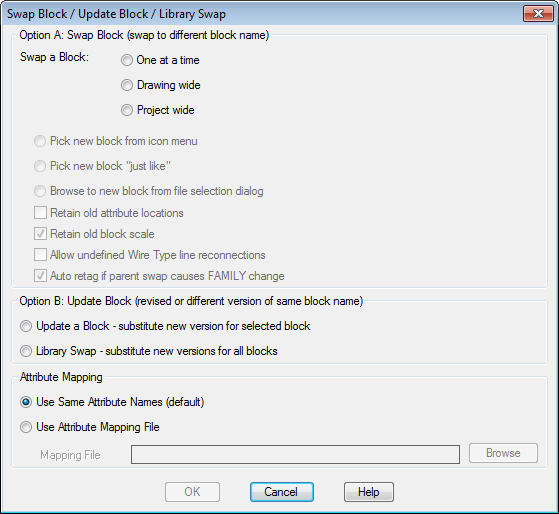 Swap Block / Update Block / Library Swap
Option A: Swap Block (swap to different block name)
Swap a Block:
One at a time
Drawing wide
Project wide
Pick new block from icon menu
Pick new block "just like"
Browse to new block from file selection dialog
Retain old attribute locations
Retain old block scale
Allow undefined Wire Type line reconnections
Auto retag if parent swap causes FAMILY change
Option B: Update Block (revised or different version of same block name)
Update a Block - substitute new version for selected block
Library Swap - substitute new versions for all blocks
Attribute Mapping
Use Same Attribute Names (default)
Use Attribute Mapping File
Mapping File
Browse
OK
Cancel
Help